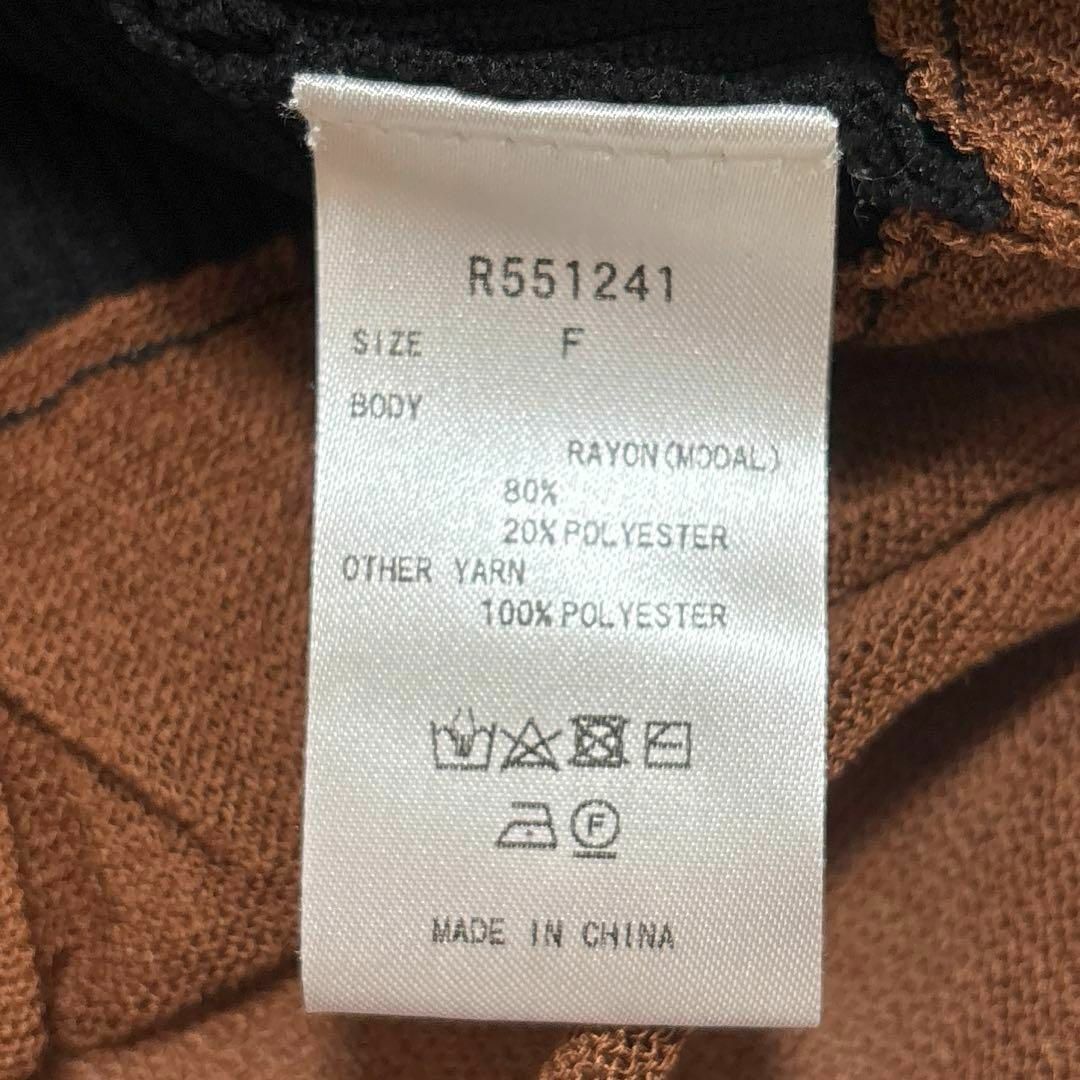 R551241
SIZE F
BODY
RAYON(MODAL)
80%
20%POLYESTER
OTHER YARN
100%POLYESTER
F
MADE IN CHINA